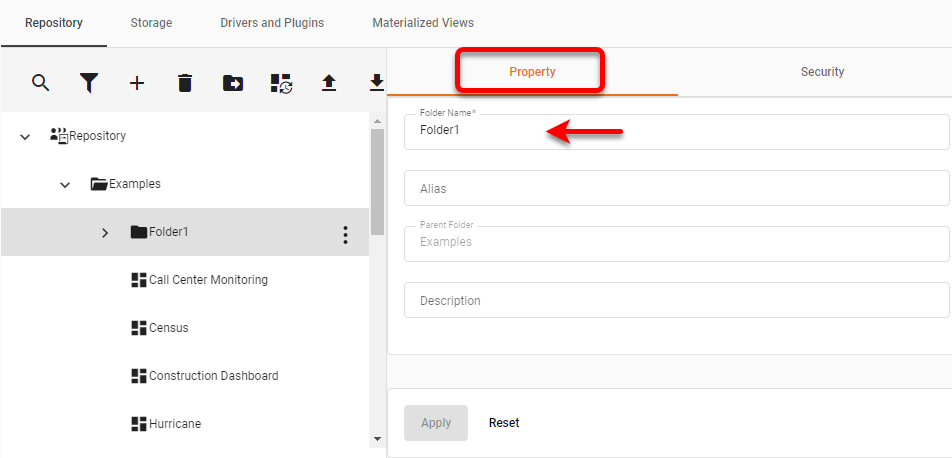 Repository Storage Drivers and Plugins Materialized Views
Repository
Examples
Folder1
Call Center Monitoring
Census
Construction Dashboard
Hurricane
Property Security
Folder Name*
Folder1
Alias
Parent Folder
Examples
Description
Apply Reset